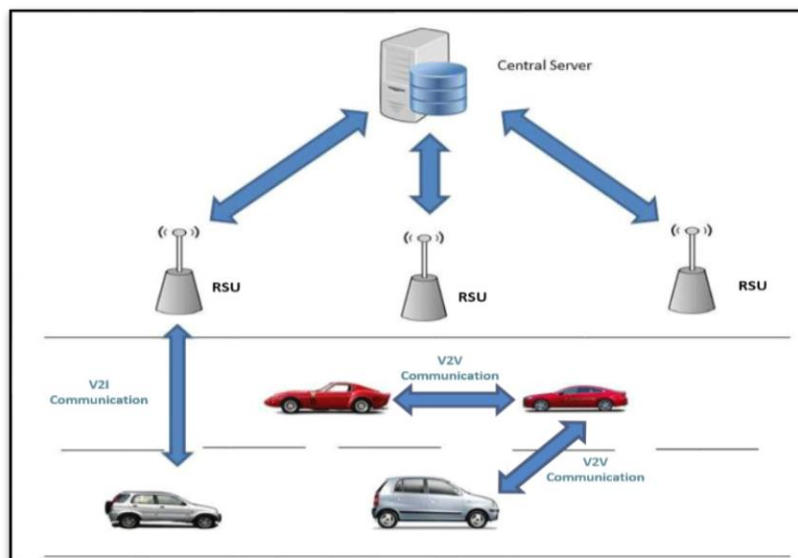 Central Server
RSU
RSU
RSU
V2I
Communication
V2V
Communication
V2V
Communication